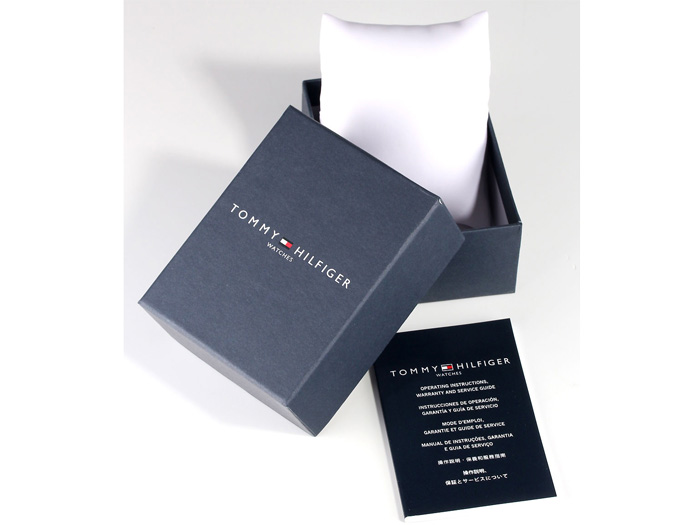 TOMMY HILFIGER
WATCHES
TOMMY HILFIGER
WATCHES
OPERATING INSTRUCTIONS,
WARRANTY AND SERVICE GUIDE
INSTRUCCIONES DE OPERACIÓN,
GARANTÍA Y GUÍA DE SERVICIO
MODE D'EMPLOI,
GARANTIE ET GUIDE DE SERVICE
MANUAL DE INSTRUÇÕES, GARANTIA
E GUIA DE SERVIÇO
操作説明·保養和服務指南
操作説明、
保証とサービスについて